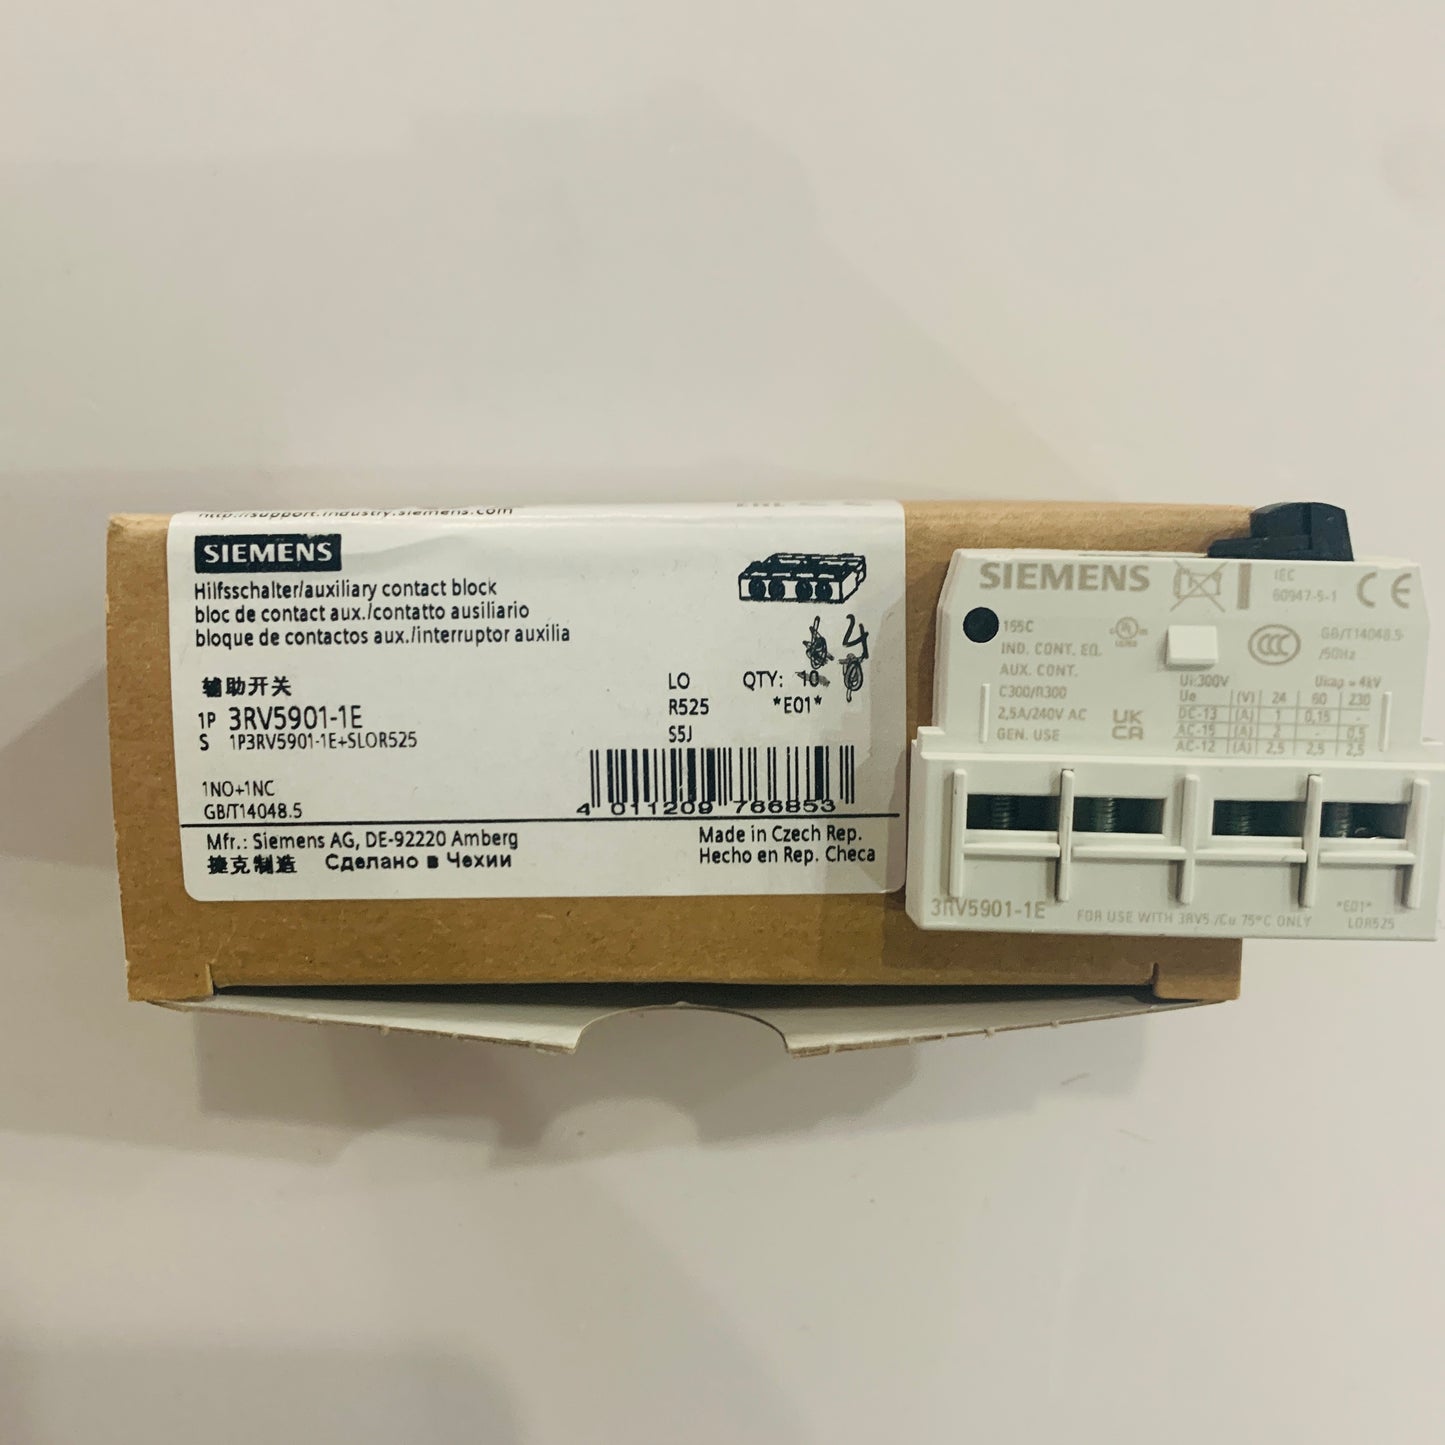 http://support.industry.siemens.com
SIEMENS
Hilfsschalter/auxiliary contact block
bloc de contact aux./contatto ausiliario
bloque de contactos aux./interruptor auxilia
辅助开关
1P 3RV5901-1E
S 1P3RV5901-1E+SLOR525
LO
R525
S5J
4
QTY: 10
*E01*
1NO+1NC
GB/T14048.5
4 011209 766853
Mfr.: Siemens AG, DE-92220 Amberg
捷克制造 Сделано в Чехии
Made in Czech Rep.
Hecho en Rep. Checa
SIEMENS
IEC
60947-5-1
CE
155C
IND. CONT. EQ.
AUX. CONT.
C300/R300
2,5A/240V AC
GEN. USE
UL
UK
CA
CCC
GB/T14048.5
/50Hz
Ui:300V Uimp = 4kV
Ue (V) 24 60 230
DC-13 (A) 1 0,15 -
AC-15 (A) 2 - 0,5
AC-12 (A) 2,5 2,5 2,5
3RV5901-1E
FOR USE WITH 3RV5 /Cu 75°C ONLY
*E01*
LOR525